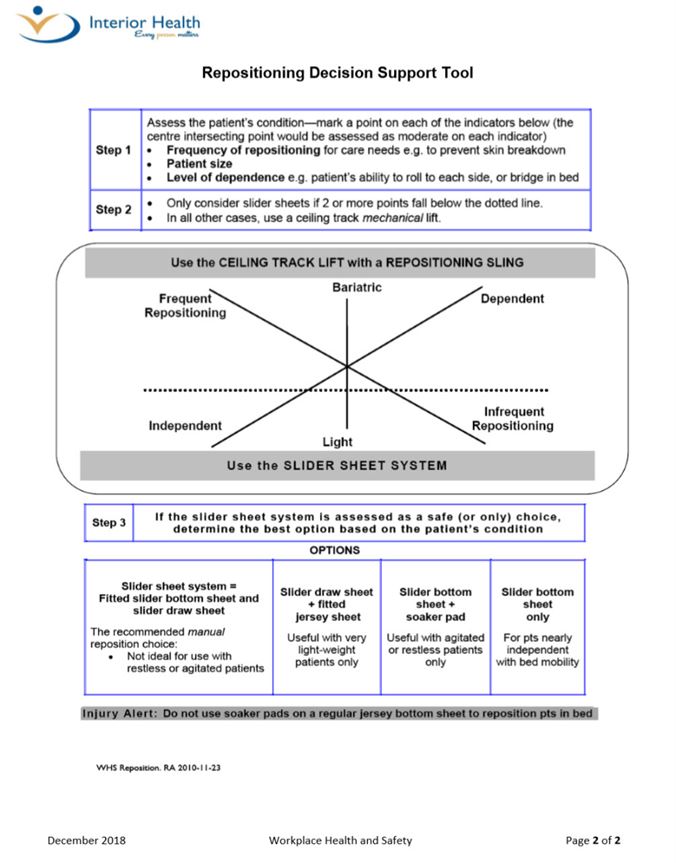 Interior Health
Every person matters
Repositioning Decision Support Tool
Step 1
Assess the patient's condition—mark a point on each of the indicators below (the
centre intersecting point would be assessed as moderate on each indicator)
• Frequency of repositioning for care needs e.g. to prevent skin breakdown
• Patient size
• Level of dependence e.g. patient's ability to roll to each side, or bridge in bed
Step 2
• Only consider slider sheets if 2 or more points fall below the dotted line.
• In all other cases, use a ceiling track mechanical lift.
Use the CEILING TRACK LIFT with a REPOSITIONING SLING
Bariatric
Frequent
Repositioning
Dependent
Independent
Infrequent
Repositioning
Light
Use the SLIDER SHEET SYSTEM
Step 3
If the slider sheet system is assessed as a safe (or only) choice,
determine the best option based on the patient's condition
OPTIONS
Slider sheet system =
Fitted slider bottom sheet and
slider draw sheet
The recommended manual
reposition choice:
• Not ideal for use with
restless or agitated patients
Slider draw sheet
+ fitted
jersey sheet
Useful with very
light-weight
patients only
Slider bottom
sheet +
soaker pad
Useful with agitated
or restless patients
only
Slider bottom
sheet
only
For pts nearly
independent
with bed mobility
Injury Alert: Do not use soaker pads on a regular jersey bottom sheet to reposition pts in bed
WHS Reposition. RA 2010-11-23
December 2018
Workplace Health and Safety
Page 2 of 2